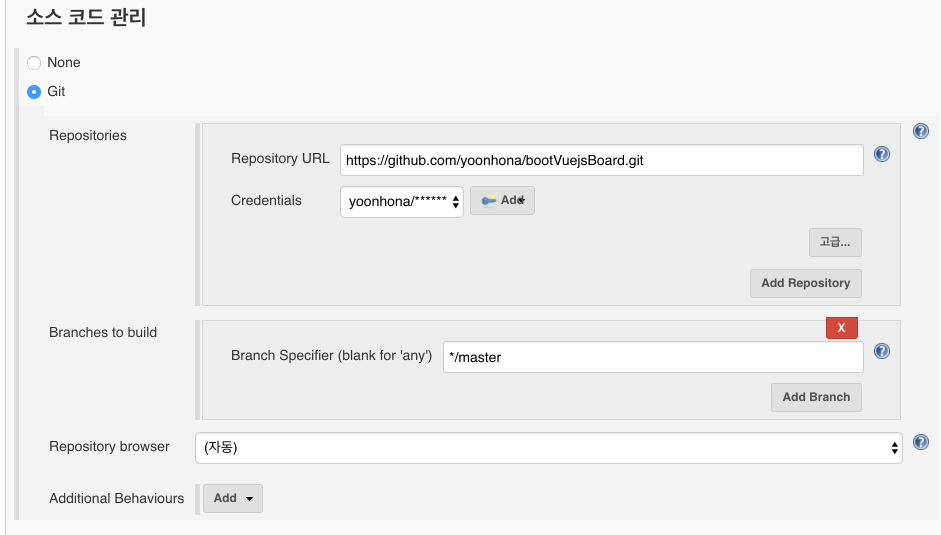 소스 코드 관리
None
Git
Repositories
Repository URL
https://github.com/yoonhona/bootVuejsBoard.git
Credentials
yoonhona/******
Add
고급...
Add Repository
Branches to build
X
Branch Specifier (blank for 'any')
*/master
Add Branch
Repository browser
(자동)
Additional Behaviours
Add